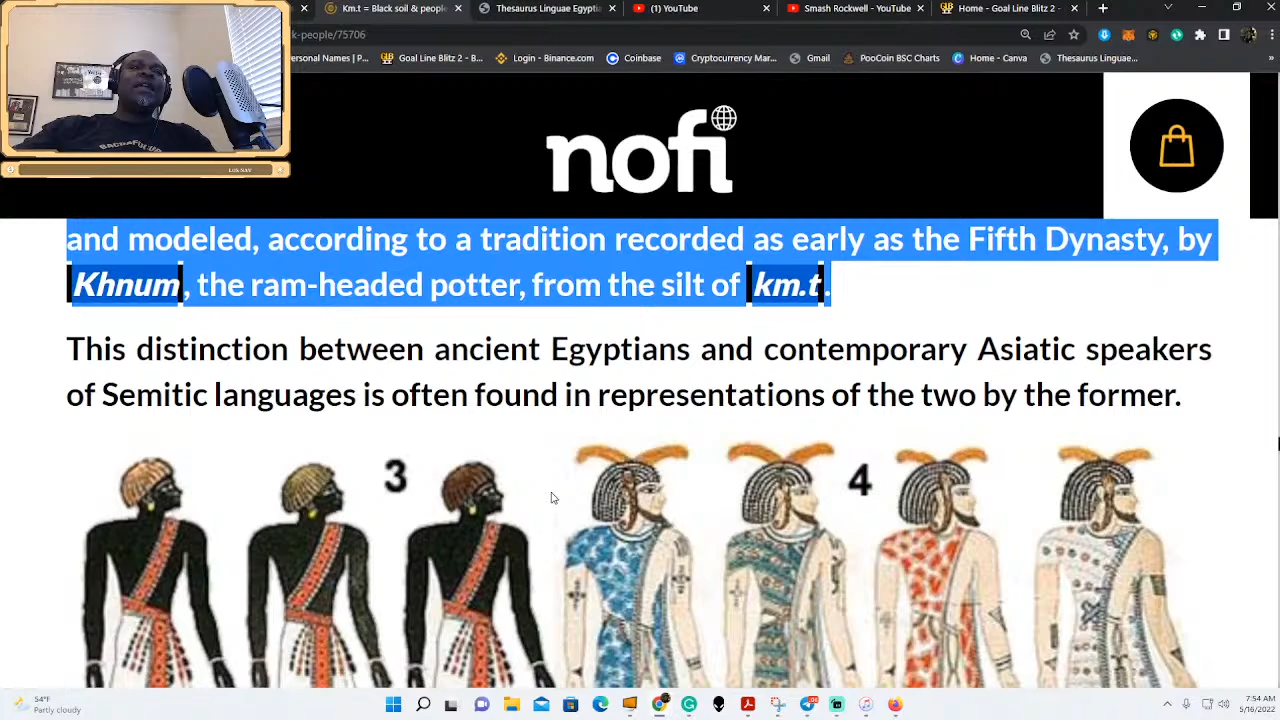 Km.t = Black soil & people
Thesaurus Linguae Egyptia
(1) YouTube
Smash Rockwell - YouTube
Home - Goal Line Blitz 2 -
k-people/75706
ersonal Names | P...
Goal Line Blitz 2 - B...
Login - Binance.com
Coinbase
Cryptocurrency Mar...
Gmail
PooCoin BSC Charts
Home - Canva
Thesaurus Linguae...
nofi
and modeled, according to a tradition recorded as early as the Fifth Dynasty, by
Khnum, the ram-headed potter, from the silt of km.t.
This distinction between ancient Egyptians and contemporary Asiatic speakers
of Semitic languages is often found in representations of the two by the former.
3
4
54°F
Partly cloudy
7:54 AM
5/16/2022